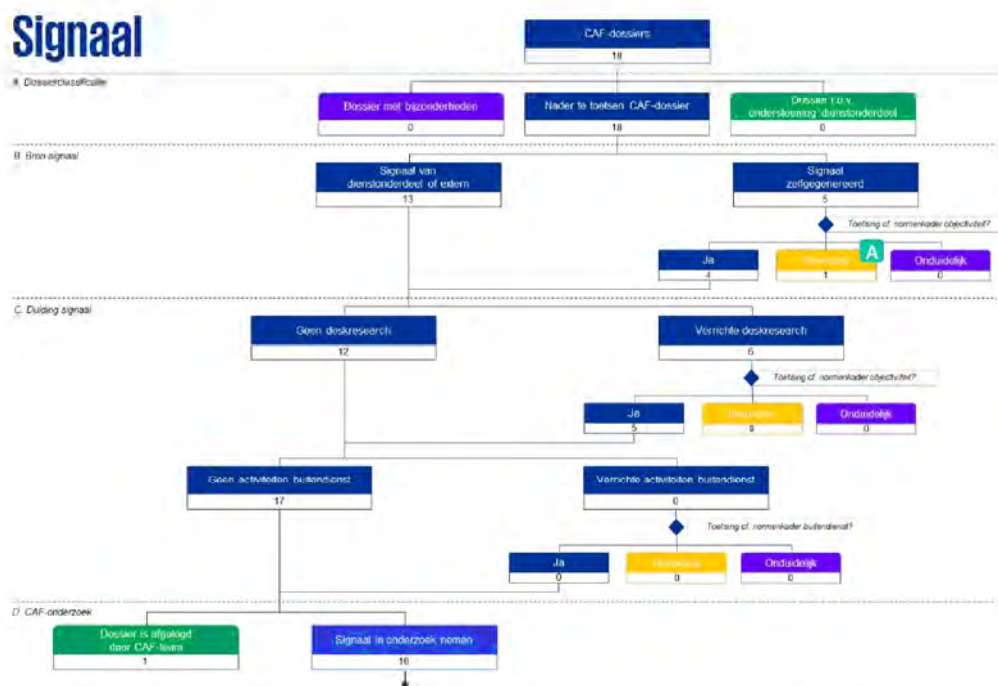 Signaal
CAF-dossiers
18
A. Dossierclassificatie
Dossier met bijzonderheden
0
Nader te toetsen CAF-dossier
18
Dossier t.b.v.
ondersteuning dienstonderdeel
0
B. Bron signaal
Signaal van
dienstonderdeel of extern
13
Signaal
zelfgegenereerd
5
Toetsing cf. normenkader objectiviteit?
A
Ja
4
1
Onduidelijk
0
C. Duiding signaal
Geen deskresearch
12
Verrichte deskresearch
5
Toetsing cf. normenkader objectiviteit?
Ja
5
0
Onduidelijk
0
Geen activiteiten buitendienst
17
Verrichte activiteiten buitendienst
0
Toetsing cf. normenkader buitendienst?
Ja
0
0
Onduidelijk
0
D. CAF-onderzoek
Dossier is afgelegd
door CAF-team
1
Signaal in onderzoek nemen
16